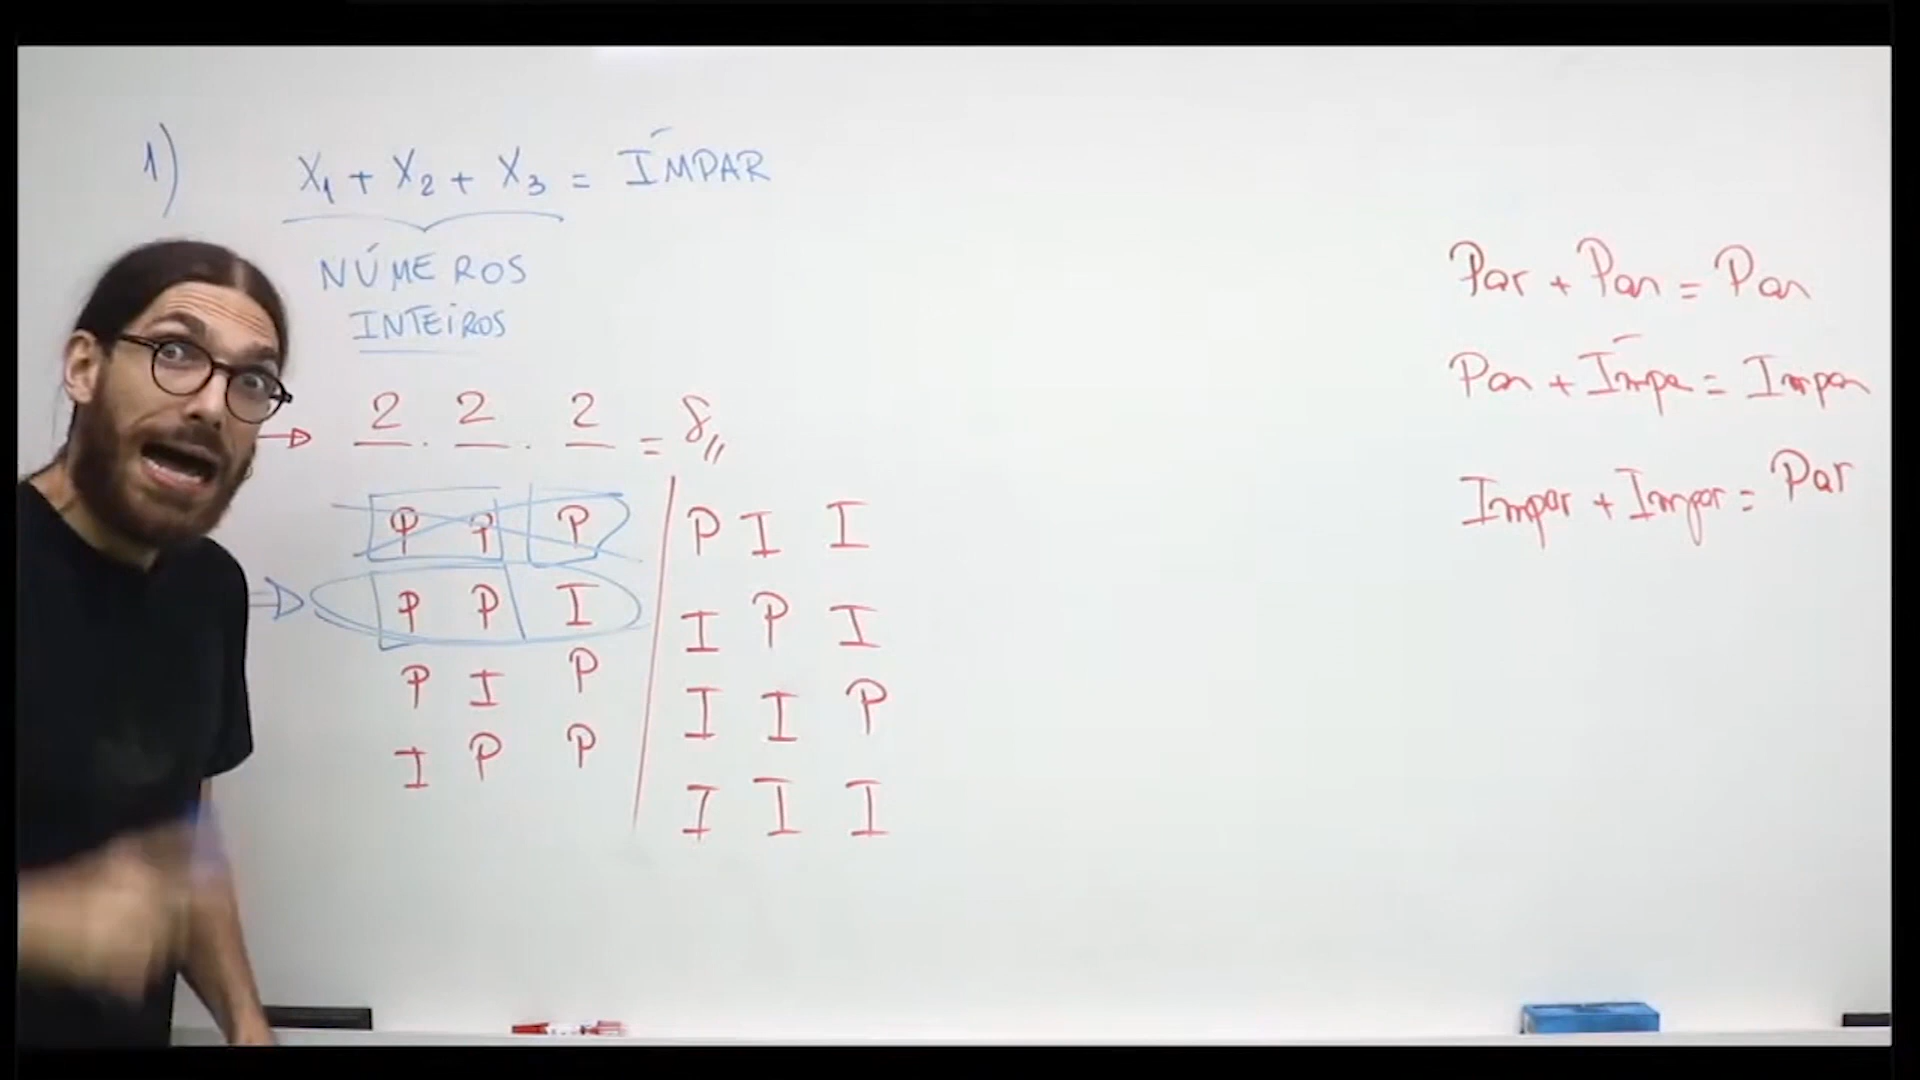 1) X₁ + X₂ + X₃ = ÍMPAR
NÚMEROS
INTEIROS
2 . 2 . 2 = 8
P P P
P P I
P I P
I P P
P I I
I P I
I I P
I I I
Par + Par = Par
Par + Ímpa = Impar
Impar + Impar = Par